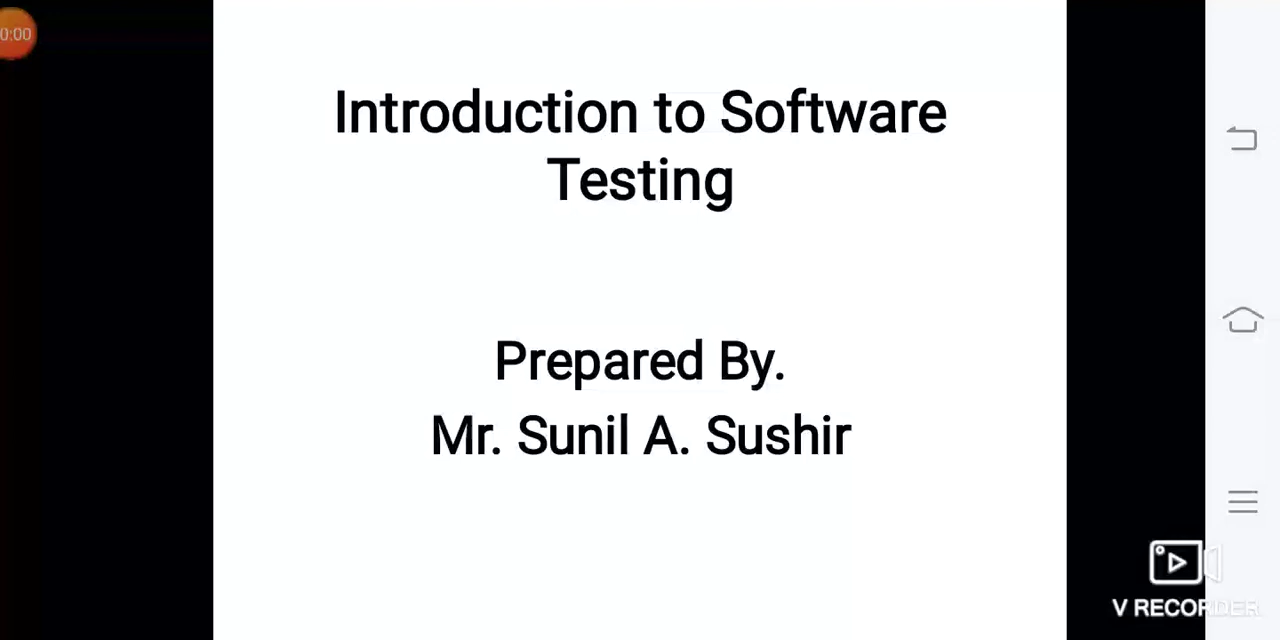 0:00
Introduction to Software
Testing
Prepared By.
Mr. Sunil A. Sushir
V RECORDER